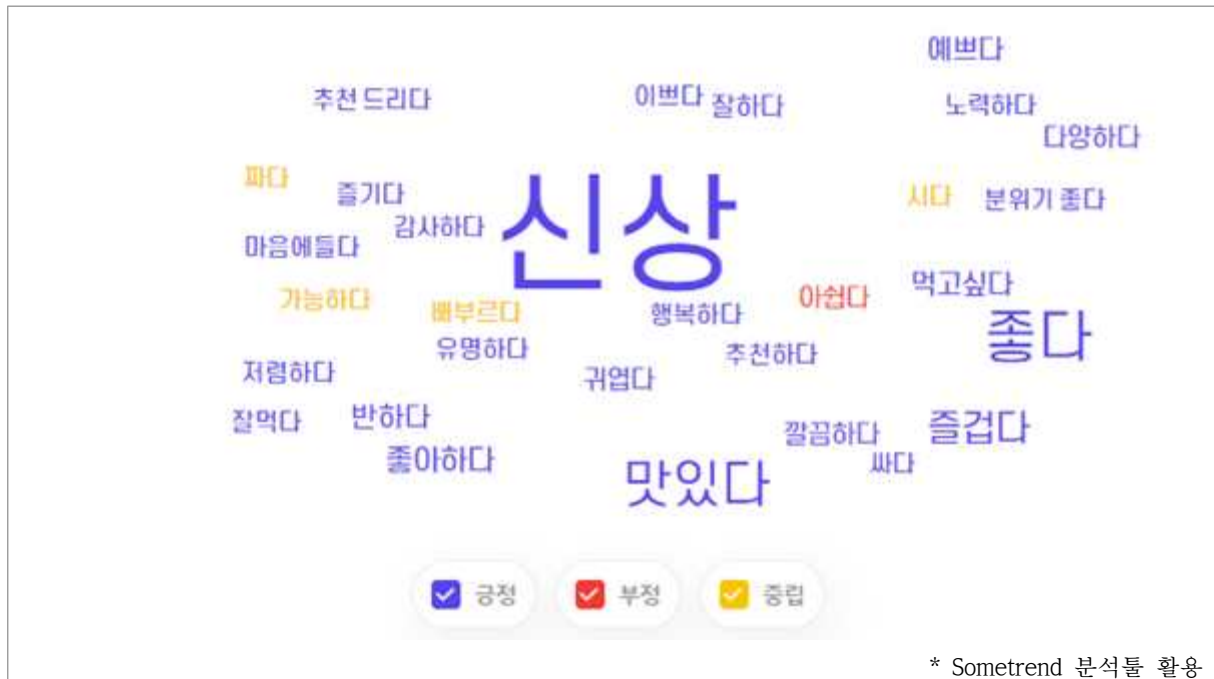 예쁘다
추천 드리다
이쁘다 잘하다
노력하다
다양하다
짜다
즐기다
시다
분위기 좋다
감사하다
신상
마음에들다
먹고싶다
가능하다
배부르다
행복하다
아쉽다
좋다
유명하다
추천하다
저렴하다
귀엽다
잘먹다
반하다
깔끔하다
즐겁다
좋아하다
맛있다
싸다
긍정
부정
중립
* Sometrend 분석툴 활용